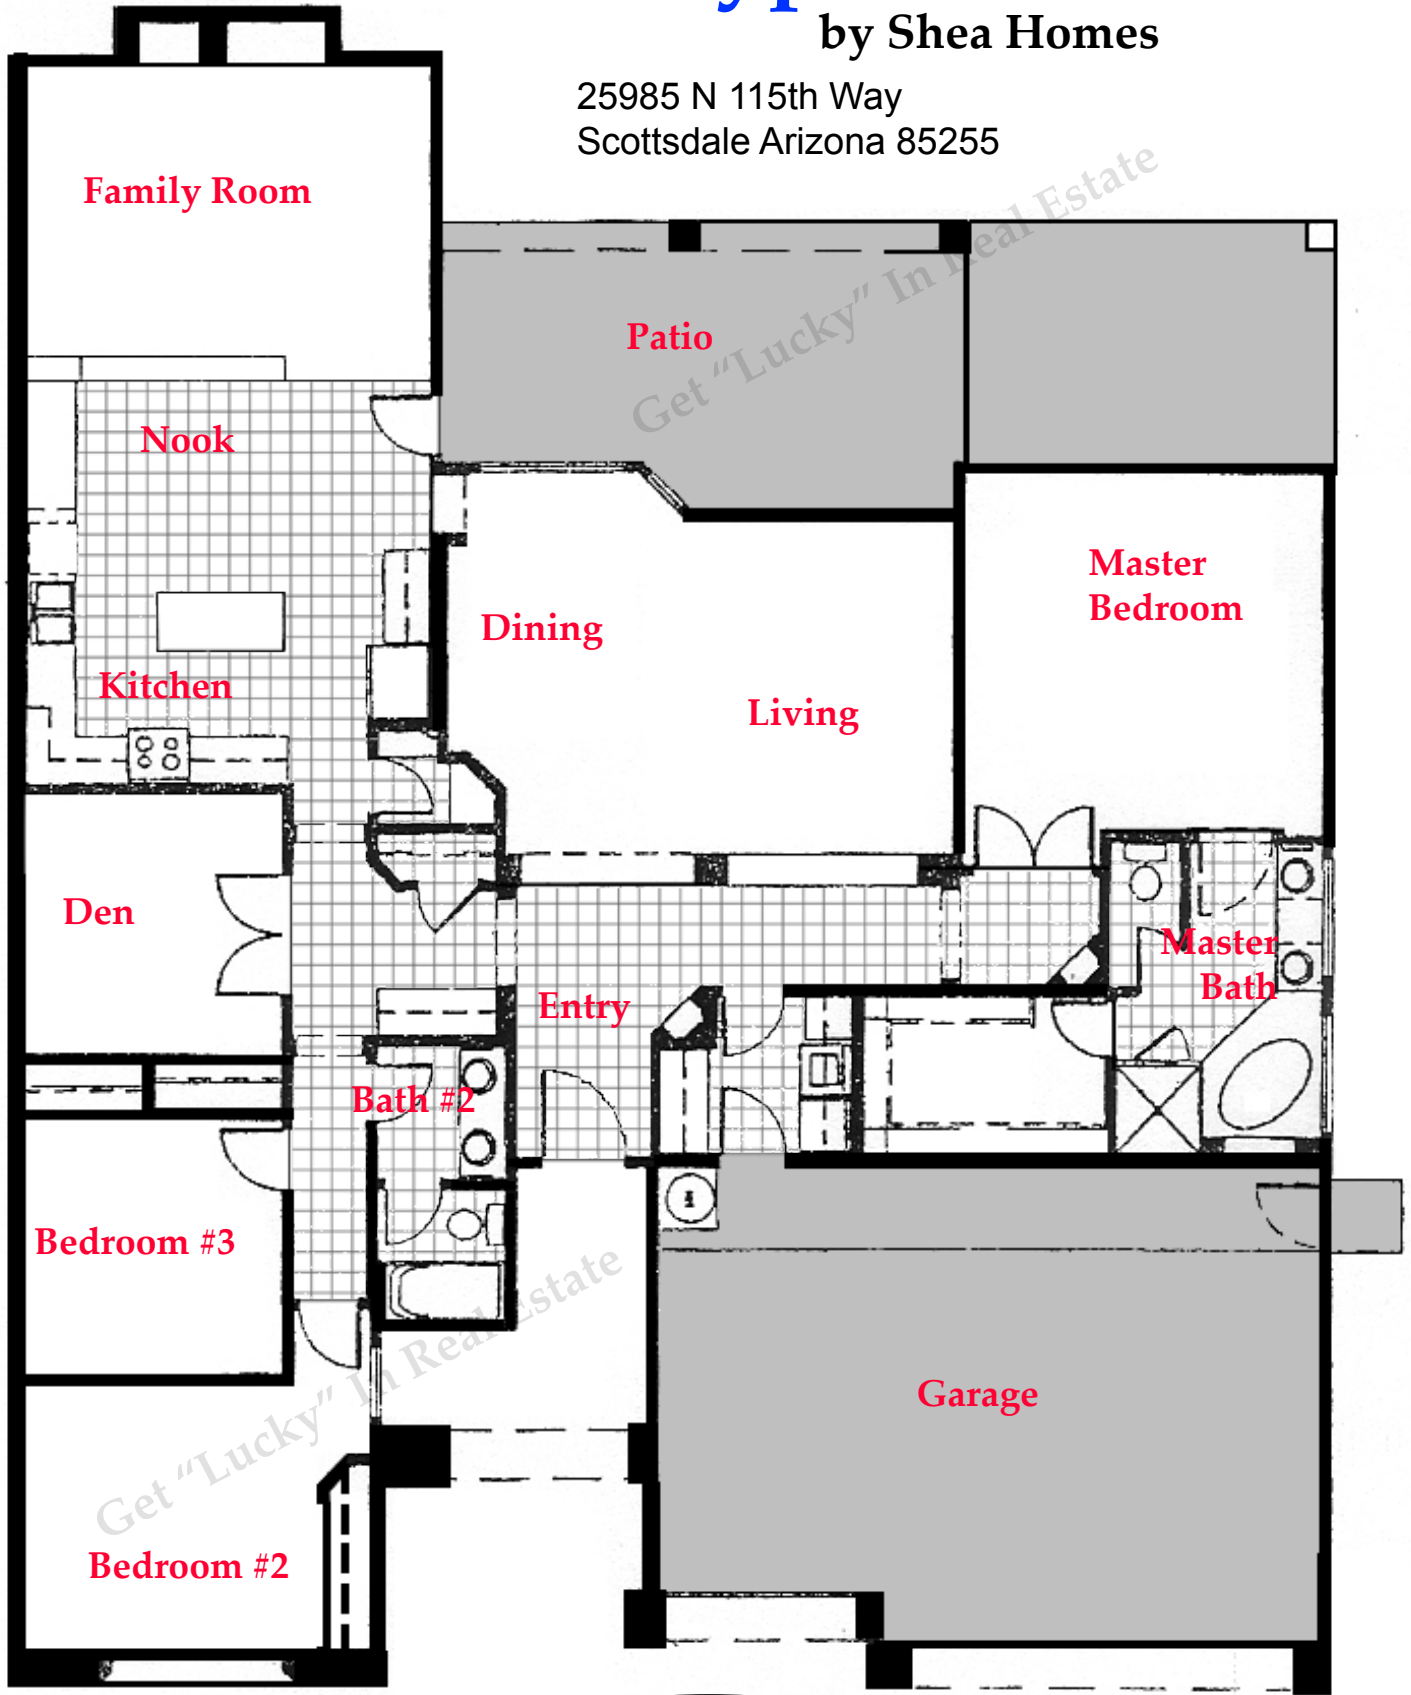 by Shea Homes
25985 N 115th Way
Scottsdale Arizona 85255
Family Room
Get "Lucky" In Real Estate
Patio
Nook
Master
Bedroom
Dining
Kitchen
Living
Den
Master
Bath
Entry
Bath #2
Bedroom #3
Get "Lucky" In Real Estate
Garage
Bedroom #2